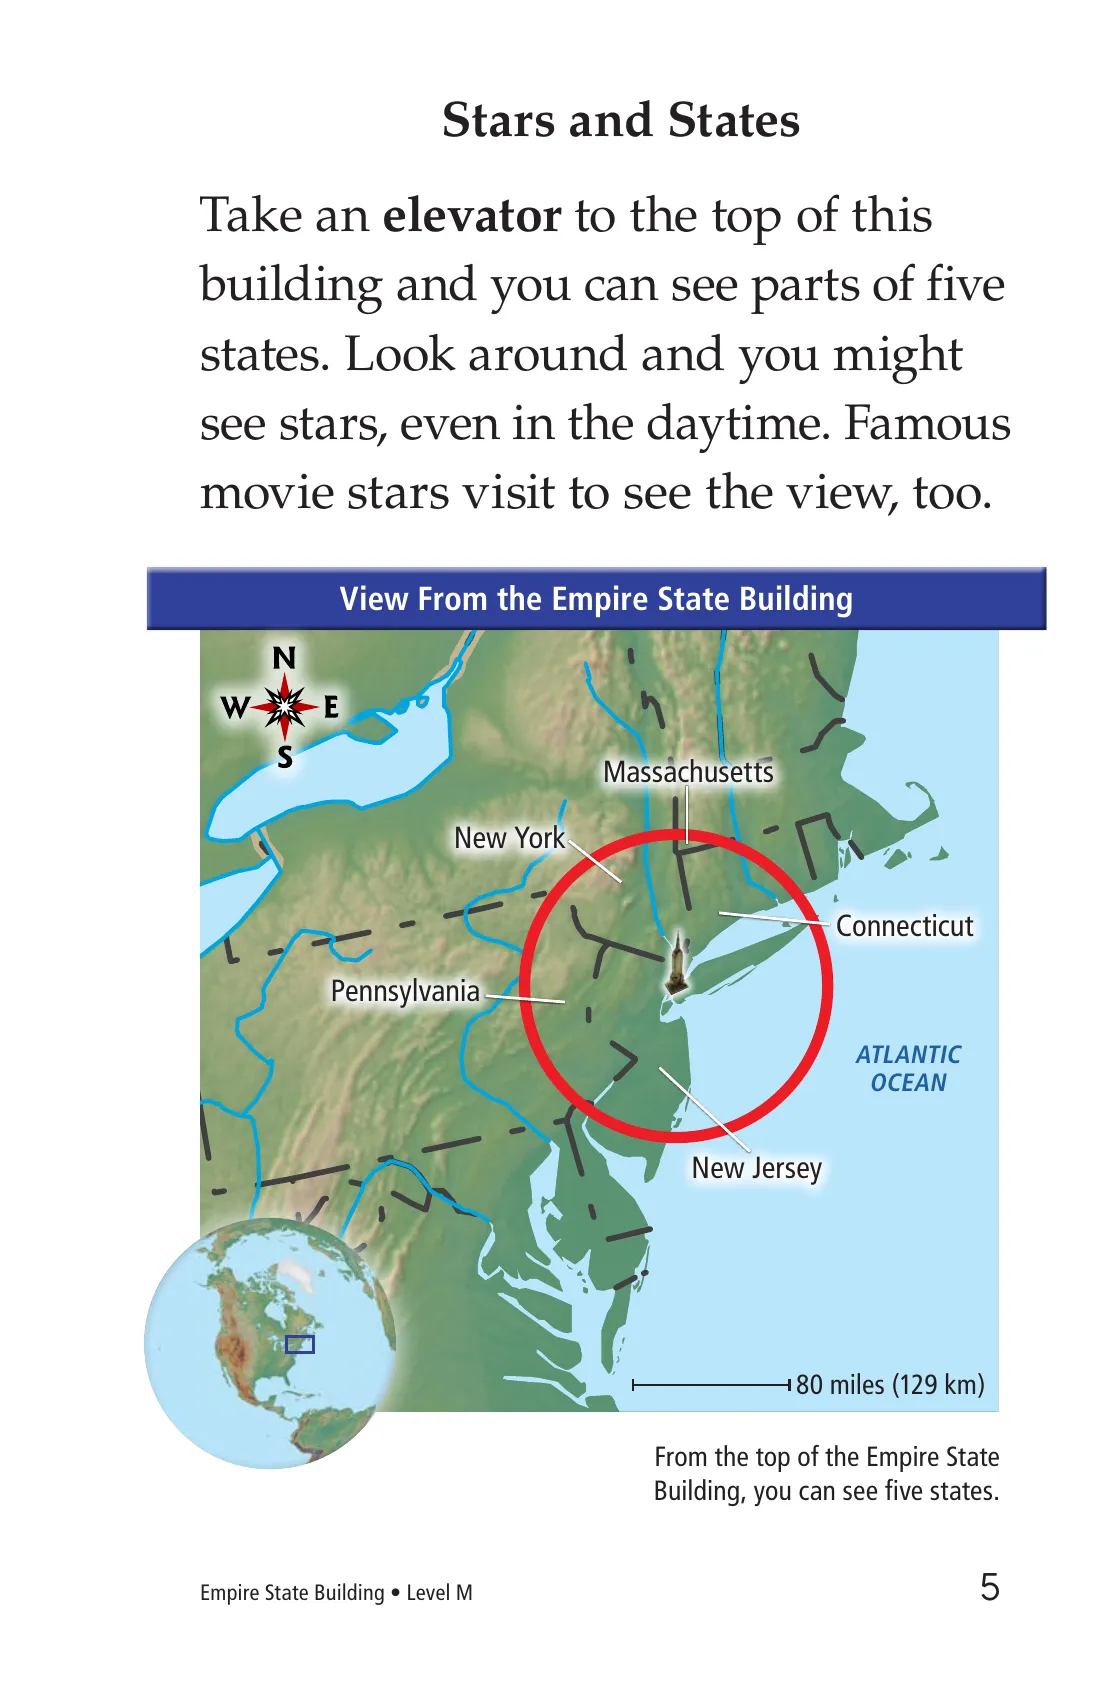 Stars and States
Take an elevator to the top of this
building and you can see parts of five
states. Look around and you might
see stars, even in the daytime. Famous
movie stars visit to see the view, too.
View From the Empire State Building
N
W E
S
Massachusetts
New York
Connecticut
Pennsylvania
ATLANTIC
OCEAN
New Jersey
80 miles (129 km)
From the top of the Empire State
Building, you can see five states.
Empire State Building • Level M
5